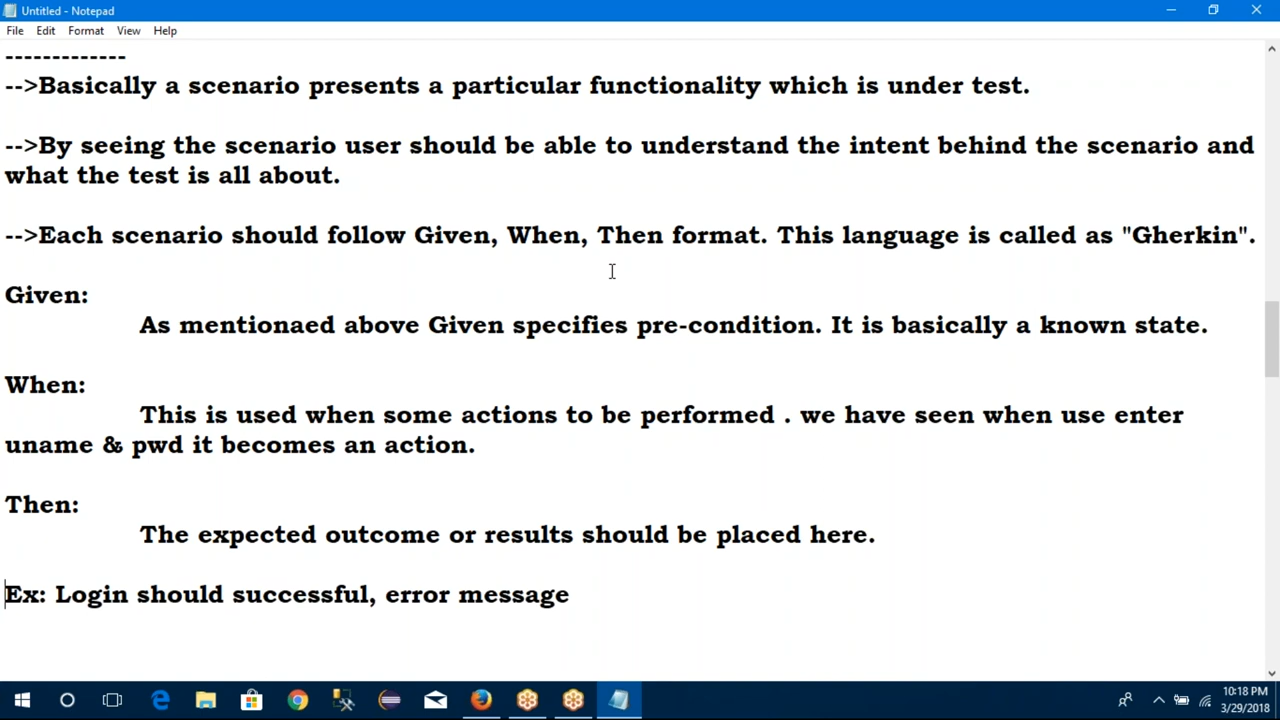 Untitled - Notepad
File Edit Format View Help
-------------
-->Basically a scenario presents a particular functionality which is under test.
-->By seeing the scenario user should be able to understand the intent behind the scenario and
what the test is all about.
-->Each scenario should follow Given, When, Then format. This language is called as "Gherkin".
Given:
As mentionaed above Given specifies pre-condition. It is basically a known state.
When:
This is used when some actions to be performed . we have seen when use enter
uname & pwd it becomes an action.
Then:
The expected outcome or results should be placed here.
Ex: Login should successful, error message
10:18 PM
3/29/2018